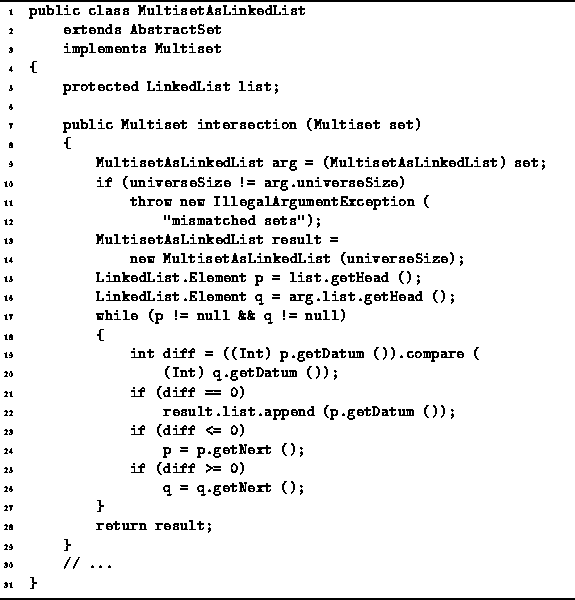 1 public class MultisetAsLinkedList
2 extends AbstractSet
3 implements Multiset
4 {
5 protected LinkedList list;
6
7 public Multiset intersection (Multiset set)
8 {
9 MultisetAsLinkedList arg = (MultisetAsLinkedList) set;
10 if (universeSize != arg.universeSize)
11 throw new IllegalArgumentException (
12 "mismatched sets");
13 MultisetAsLinkedList result =
14 new MultisetAsLinkedList (universeSize);
15 LinkedList.Element p = list.getHead ();
16 LinkedList.Element q = arg.list.getHead ();
17 while (p != null && q != null)
18 {
19 int diff = ((Int) p.getDatum ()).compare (
20 (Int) q.getDatum ());
21 if (diff == 0)
22 result.list.append (p.getDatum ());
23 if (diff <= 0)
24 p = p.getNext ();
25 if (diff >= 0)
26 q = q.getNext ();
27 }
28 return result;
29 }
30 // ...
31 }